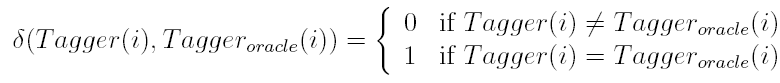 δ(Tagger(i), Tagger_oracle(i)) = { 0 if Tagger(i) ≠ Tagger_oracle(i)
1 if Tagger(i) = Tagger_oracle(i)